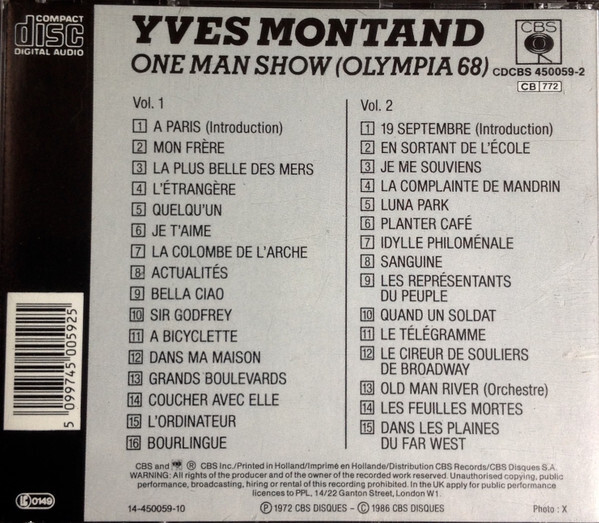 COMPACT
disc
DIGITAL AUDIO
YVES MONTAND
ONE MAN SHOW (OLYMPIA 68)
CBS
CDCBS 450059-2
CB 772
Vol. 1
1 A PARIS (Introduction)
2 MON FRÈRE
3 LA PLUS BELLE DES MERS
4 L'ÉTRANGÈRE
5 QUELQU'UN
6 JE T'AIME
7 LA COLOMBE DE L'ARCHE
8 ACTUALITÉS
9 BELLA CIAO
10 SIR GODFREY
11 A BICYCLETTE
12 DANS MA MAISON
13 GRANDS BOULEVARDS
14 COUCHER AVEC ELLE
15 L'ORDINATEUR
16 BOURLINGUE
Vol. 2
1 19 SEPTEMBRE (Introduction)
2 EN SORTANT DE L'ÉCOLE
3 JE ME SOUVIENS
4 LA COMPLAINTE DE MANDRIN
5 LUNA PARK
6 PLANTER CAFÉ
7 IDYLLE PHILOMÉNALE
8 SANGUINE
9 LES REPRÉSENTANTS
DU PEUPLE
10 QUAND UN SOLDAT
11 LE TÉLÉGRAMME
12 LE CIREUR DE SOULIERS
DE BROADWAY
13 OLD MAN RIVER (Orchestre)
14 LES FEUILLES MORTES
15 DANS LES PLAINES
DU FAR WEST
5 099745 005925
LC 0149
CBS and ® CBS Inc./Printed in Holland/Imprimé en Hollande/Distribution CBS Records/CBS Disques S.A.
WARNING: All rights of the producer and of the owner of the recorded work reserved. Unauthorised copying, public
performance, broadcasting, hiring or rental of this recording prohibited. In the UK apply for public performance
licences to PPL, 14/22 Ganton Street, London W1.
14-450059-10
℗ 1972 CBS DISQUES – © 1986 CBS DISQUES
Photo : X